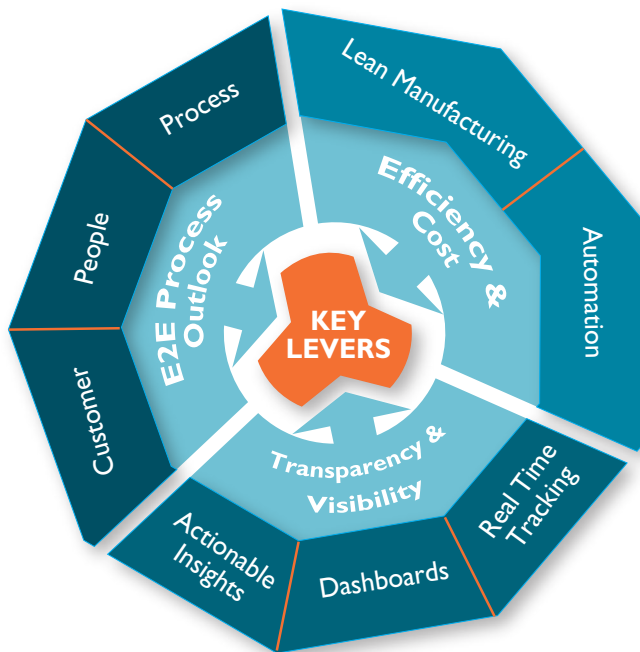 KEY
LEVERS
Efficiency &
Cost
Lean Manufacturing
Automation
Transparency &
Visibility
Real Time
Tracking
Dashboards
Actionable
Insights
E2E Process
Outlook
Customer
People
Process